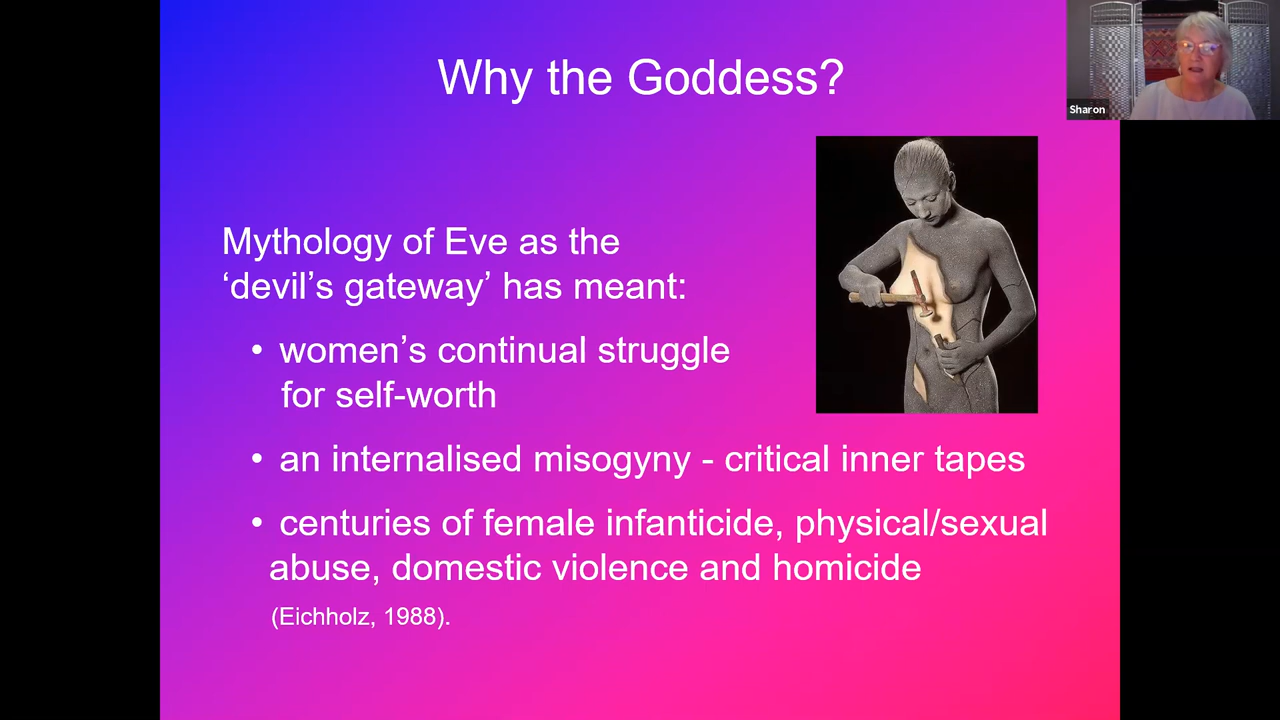 Why the Goddess?
Sharon
Mythology of Eve as the
‘devil’s gateway’ has meant:
• women’s continual struggle
for self-worth
• an internalised misogyny - critical inner tapes
• centuries of female infanticide, physical/sexual
abuse, domestic violence and homicide
(Eichholz, 1988).